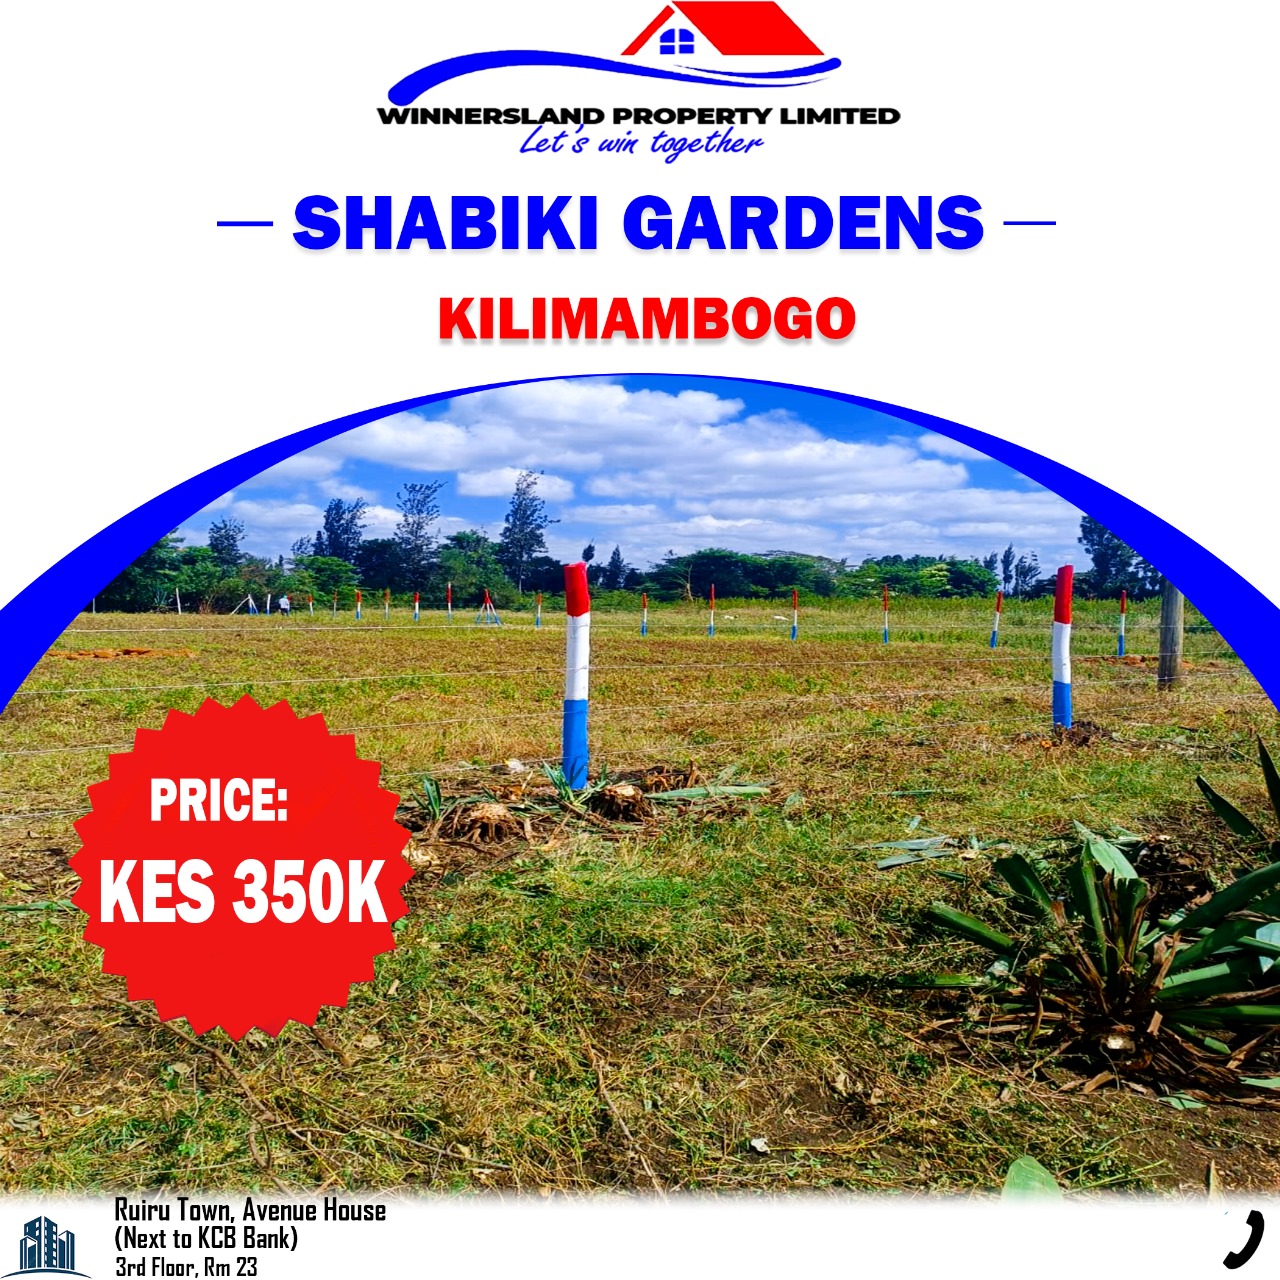 WINNERSLAND PROPERTY LIMITED
Let's win together
SHABIKI GARDENS
KILIMAMBOGO
PRICE:
KES 350K
Ruiru Town, Avenue House
(Next to KCB Bank)
3rd Floor, Rm 23